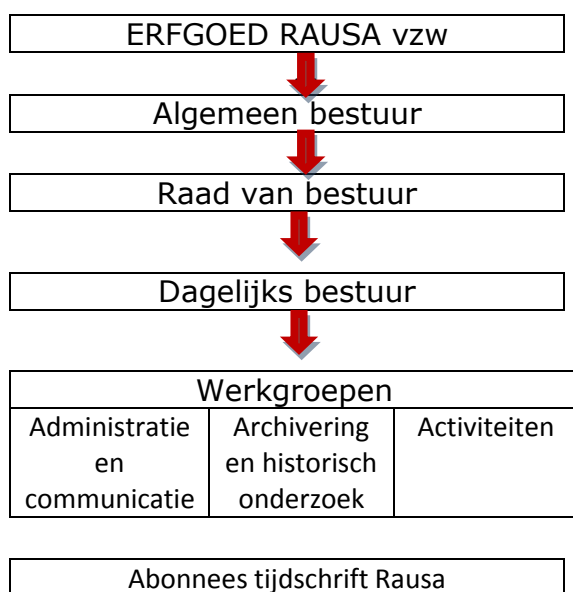 ERFGOED RAUSA vzw
Algemeen bestuur
Raad van bestuur
Dagelijks bestuur
Werkgroepen
Administratie
en
communicatie
Archivering
en historisch
onderzoek
Activiteiten
Abonnees tijdschrift Rausa